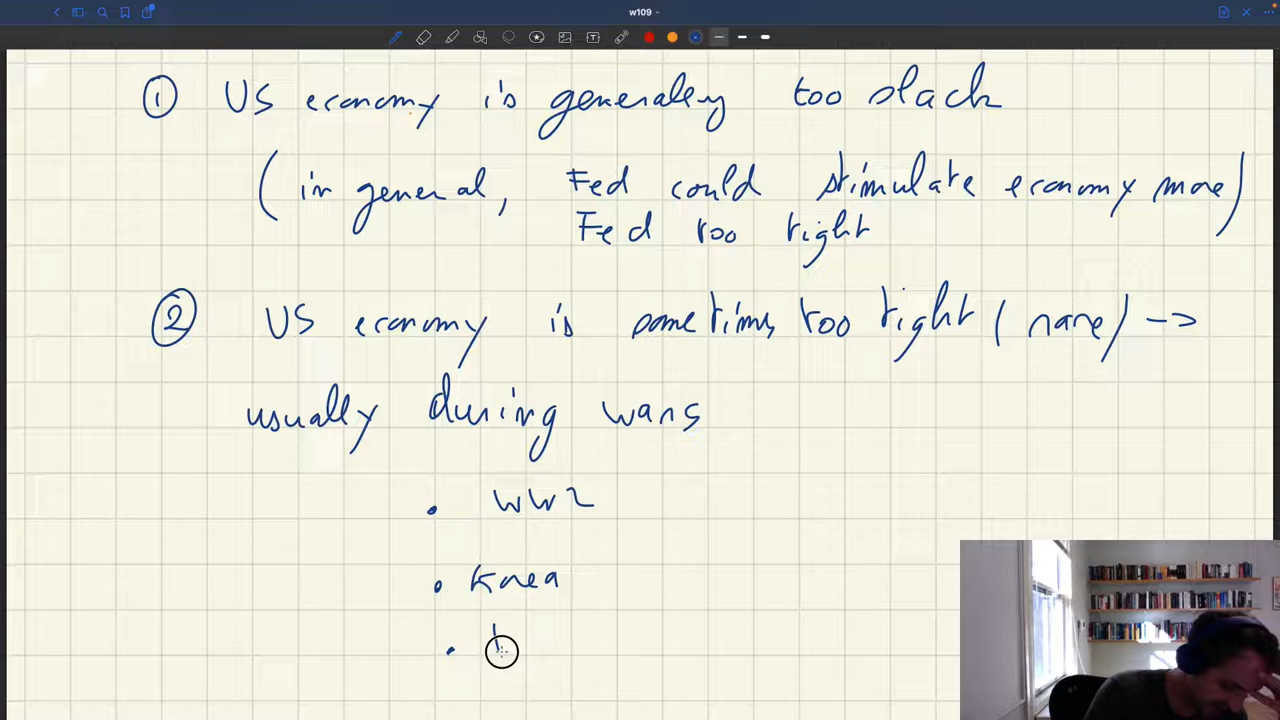 w109
① US economy is generally too slack
(in general, Fed could stimulate economy more)
Fed too tight
② US economy is sometimes too tight (rare) -->
usually during wars
• WW2
• Korea
•